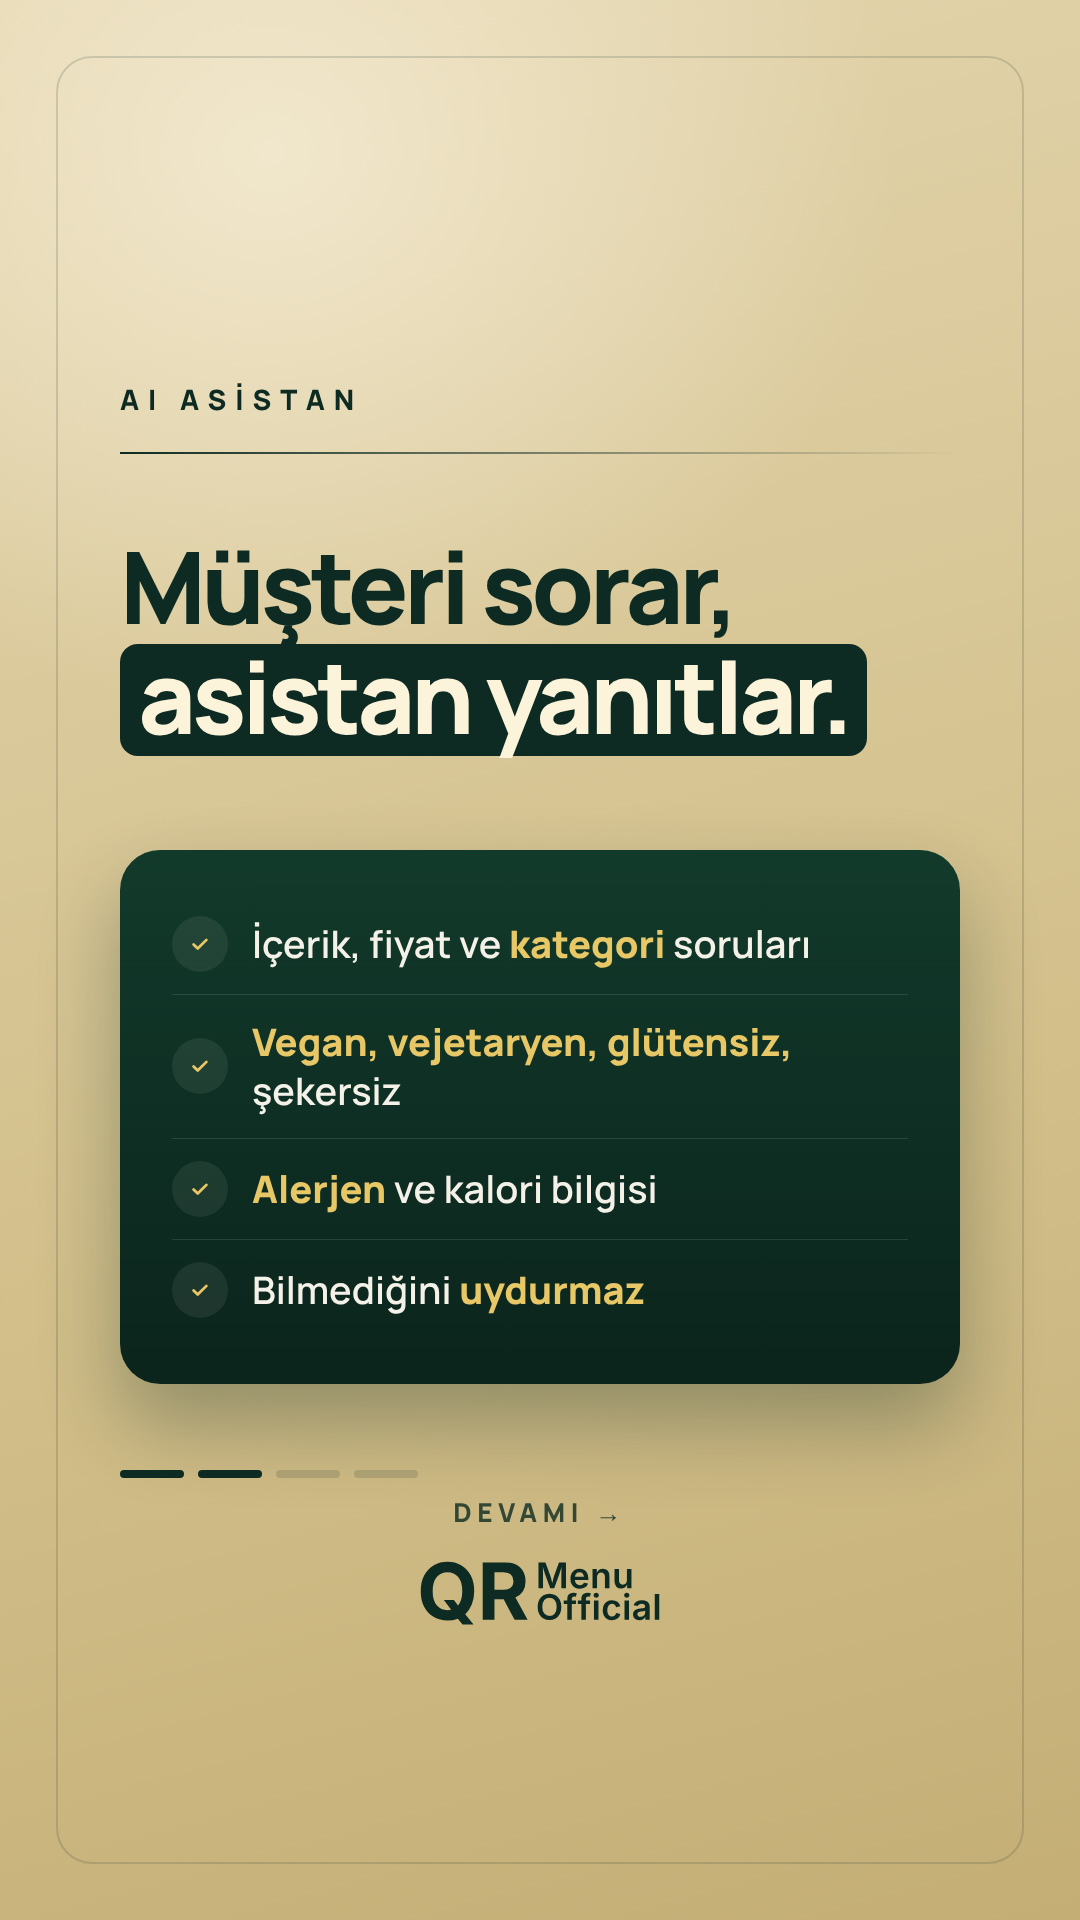 AI ASİSTAN
Müşteri sorar,
asistan yanıtlar.
İçerik, fiyat ve kategori soruları
Vegan, vejetaryen, glütensiz,
şekersiz
Alerjen ve kalori bilgisi
Bilmediğini uydurmaz
DEVAMI →
QR Menu
Official